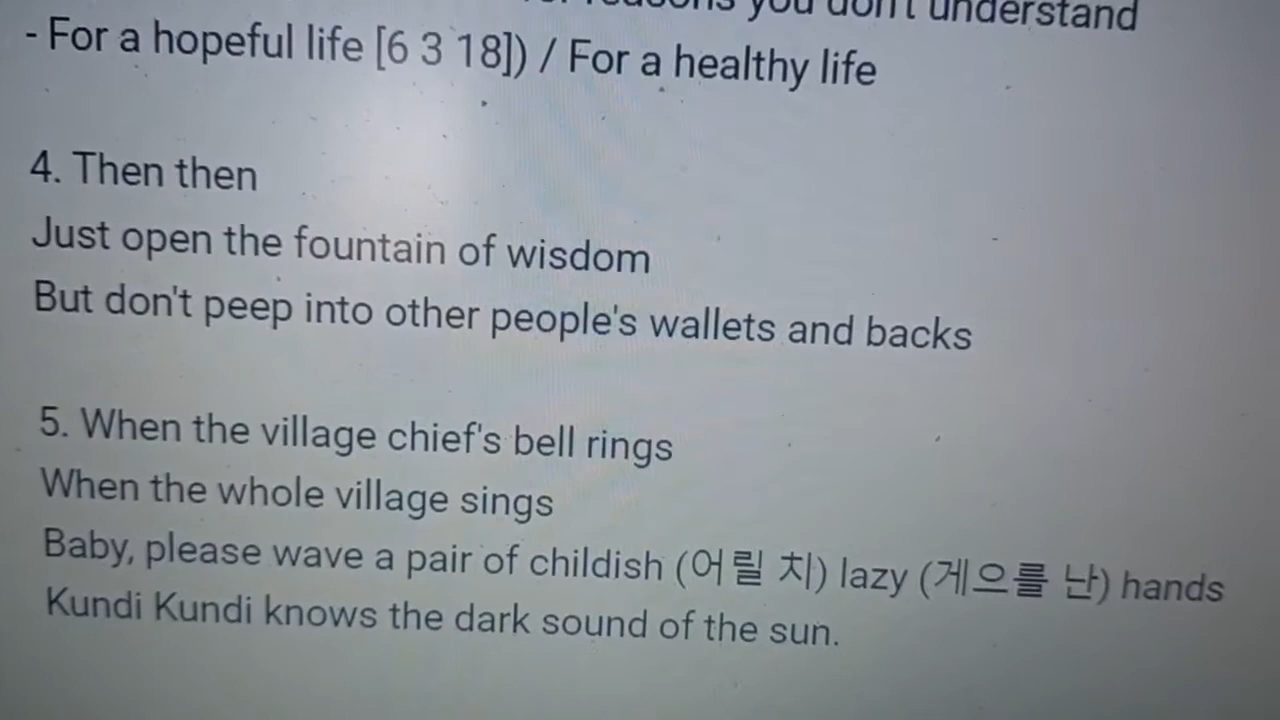 you don't understand
- For a hopeful life [6 3 18]) / For a healthy life
4. Then then
Just open the fountain of wisdom
But don't peep into other people's wallets and backs
5. When the village chief's bell rings
When the whole village sings
Baby, please wave a pair of childish (어릴 치) lazy (게으를 난) hands
Kundi Kundi knows the dark sound of the sun.